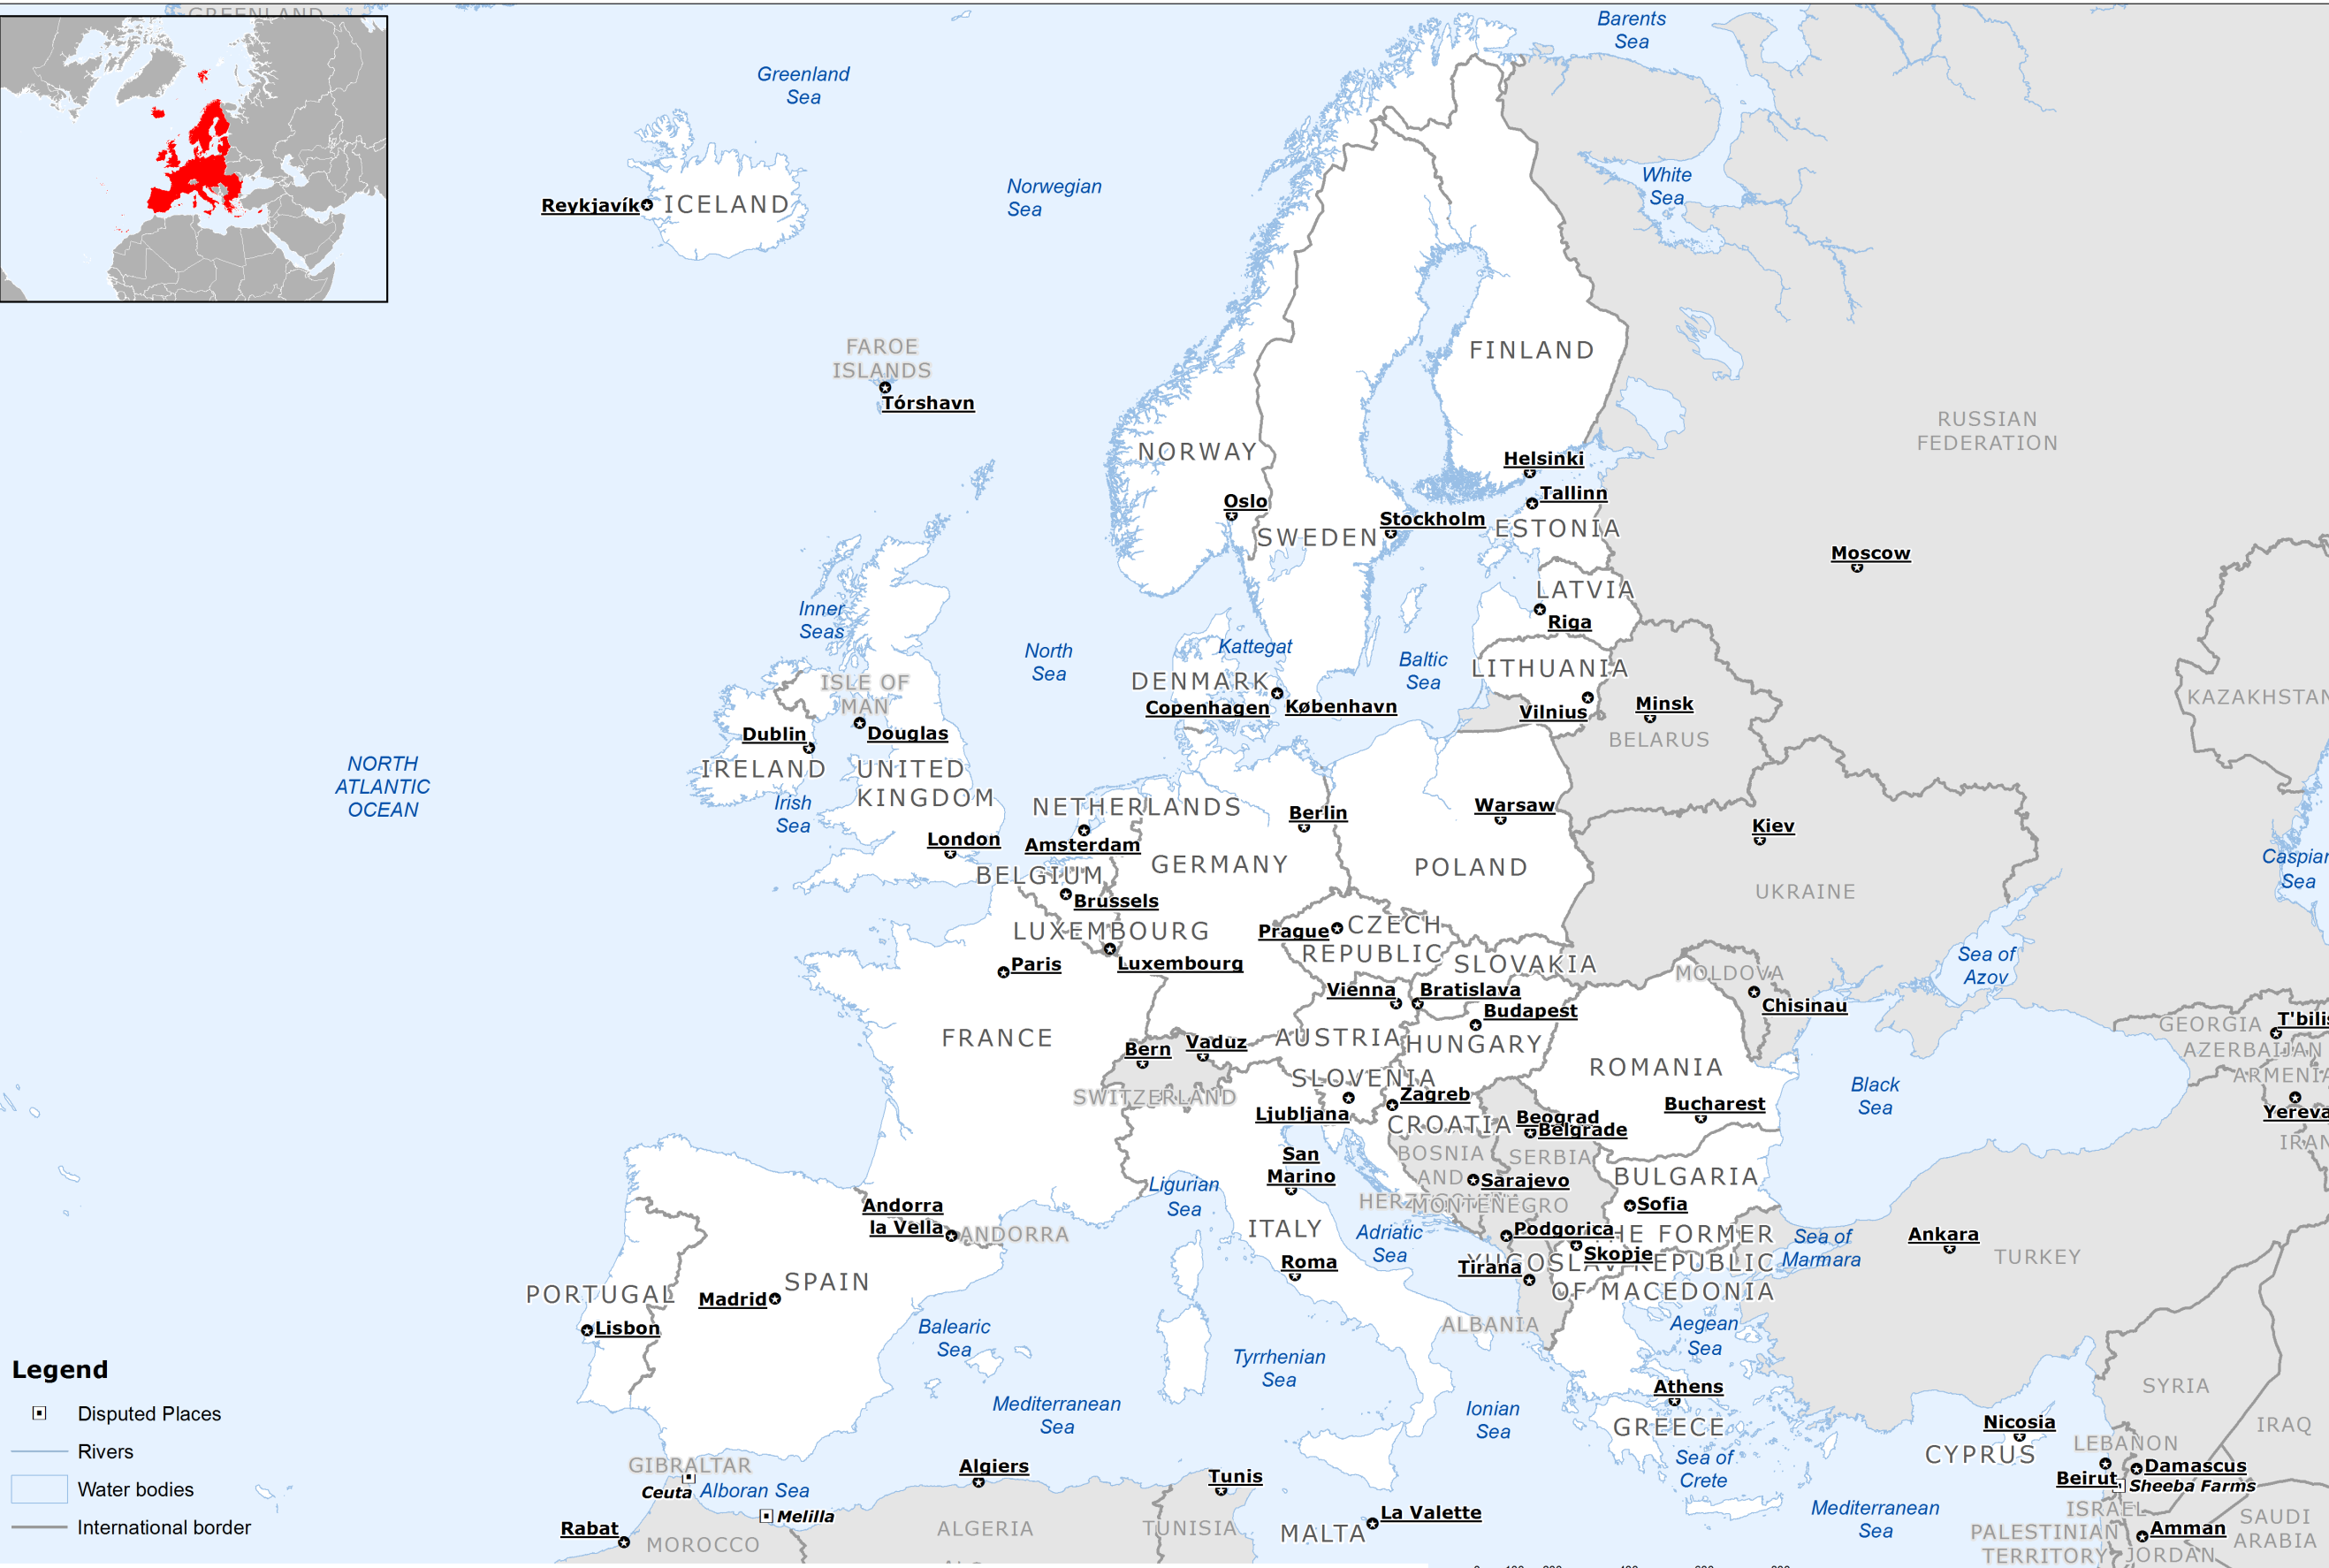 GREENLAND
Barents
Sea
Greenland
Sea
Norwegian
Sea
White
Sea
Reykjavík
ICELAND
FAROE
ISLANDS
Tórshavn
FINLAND
RUSSIAN
FEDERATION
NORWAY
Helsinki
Oslo
Tallinn
SWEDEN
Stockholm
ESTONIA
Moscow
LATVIA
Riga
Inner
Seas
North
Sea
Kattegat
Baltic
Sea
LITHUANIA
DENMARK
Copenhagen
København
Vilnius
Minsk
BELARUS
KAZAKHSTAN
ISLE OF
MAN
Douglas
Dublin
IRELAND
UNITED
KINGDOM
Irish
Sea
NORTH
ATLANTIC
OCEAN
NETHERLANDS
Amsterdam
London
Berlin
Warsaw
Kiev
BELGIUM
Brussels
GERMANY
POLAND
UKRAINE
Caspian
Sea
LUXEMBOURG
Luxembourg
Prague
CZECH
REPUBLIC
SLOVAKIA
Paris
Vienna
Bratislava
Budapest
MOLDOVA
Chisinau
Sea of
Azov
FRANCE
Bern
Vaduz
AUSTRIA
HUNGARY
ROMANIA
GEORGIA
T'bilis
AZERBAIJAN
ARMENIA
Yereva
IRAN
SWITZERLAND
SLOVENIA
Ljubljana
Zagreb
CROATIA
Beograd
Belgrade
Bucharest
Black
Sea
San
Marino
BOSNIA
AND
HERZEGOVINA
SERBIA
Sarajevo
MONTENEGRO
BULGARIA
Sofia
Ligurian
Sea
Andorra
la Vella
ANDORRA
ITALY
Adriatic
Sea
Podgorica
Skopje
THE FORMER
YUGOSLAV REPUBLIC
OF MACEDONIA
Tirana
Sea of
Marmara
Ankara
TURKEY
Roma
PORTUGAL
Lisbon
Madrid
SPAIN
Balearic
Sea
Tyrrhenian
Sea
ALBANIA
Aegean
Sea
Athens
GREECE
Ionian
Sea
Sea of
Crete
Mediterranean
Sea
Nicosia
CYPRUS
SYRIA
IRAQ
LEBANON
Beirut
Damascus
Sheeba Farms
ISRAEL
PALESTINIAN
TERRITORY
Amman
JORDAN
SAUDI
ARABIA
Mediterranean
Sea
GIBRALTAR
Ceuta
Alboran Sea
Melilla
Algiers
Tunis
La Valette
MALTA
Rabat
MOROCCO
ALGERIA
TUNISIA
Legend
Disputed Places
Rivers
Water bodies
International border